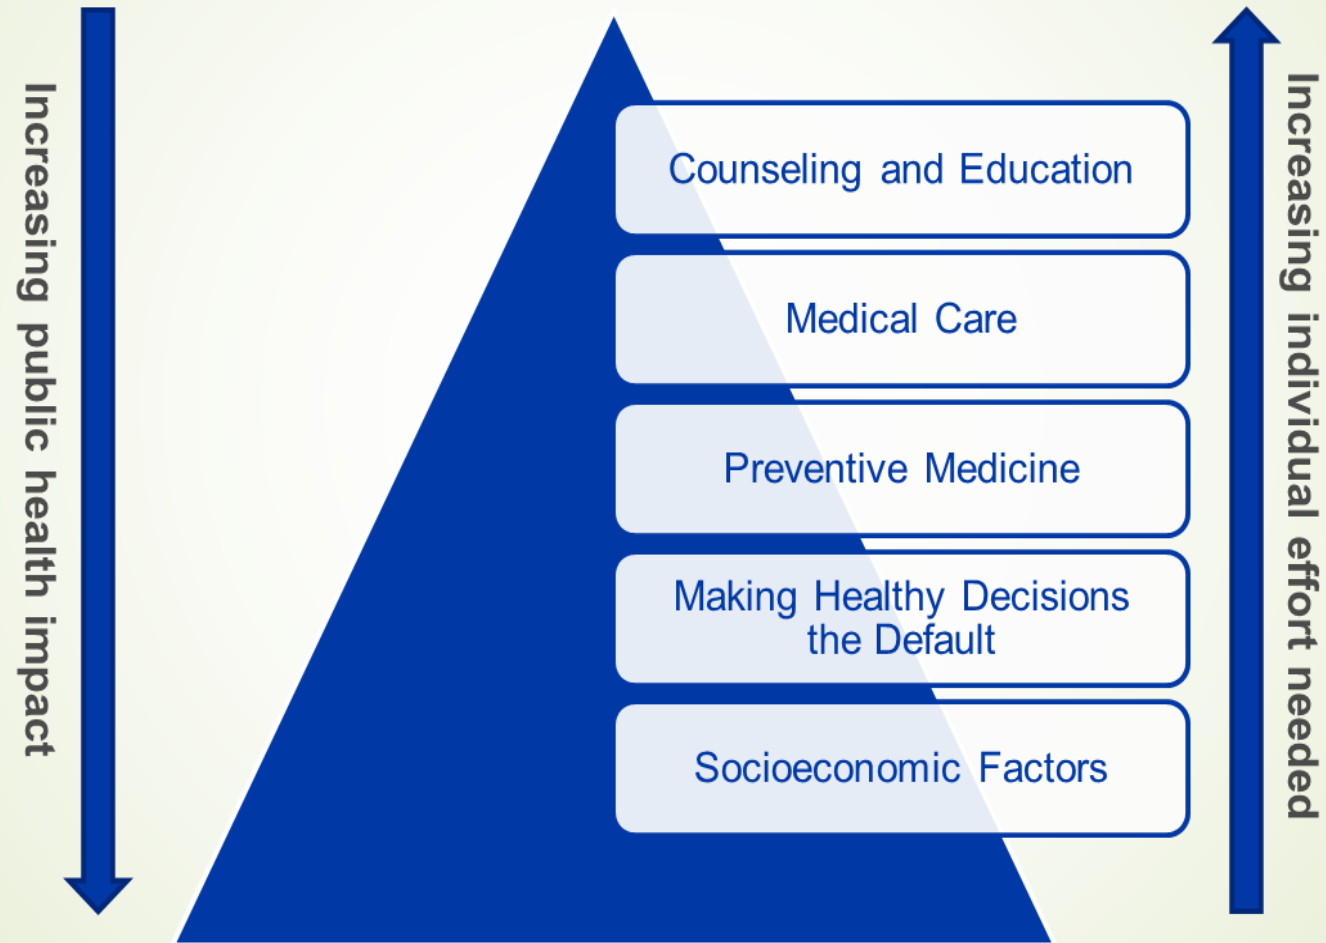 Increasing public health impact
Counseling and Education
Medical Care
Preventive Medicine
Making Healthy Decisions
the Default
Socioeconomic Factors
Increasing individual effort needed